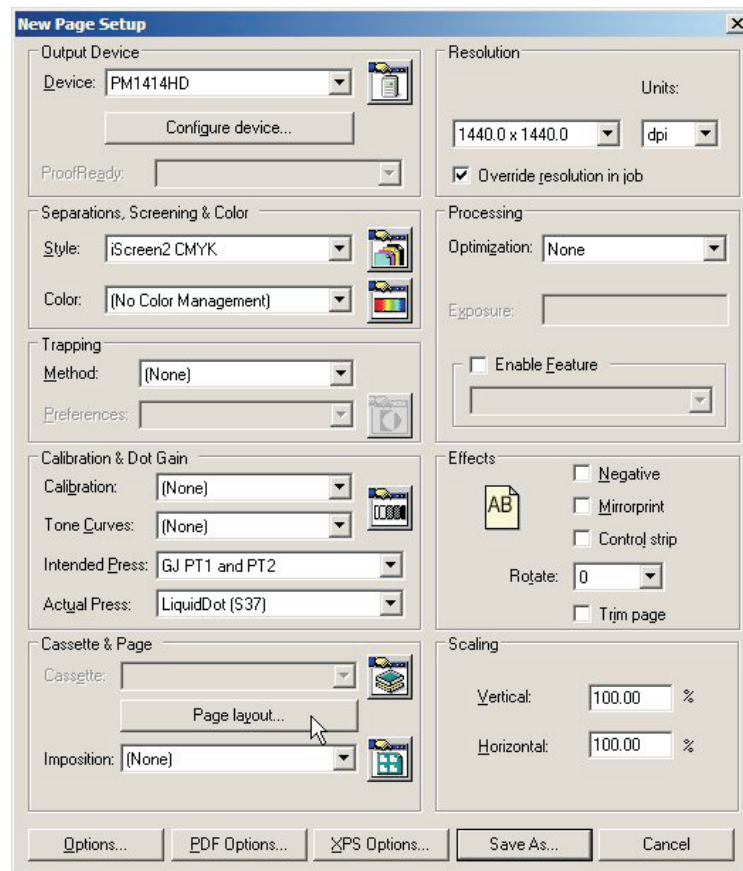 New Page Setup
Output Device
Device: PM1414HD
Configure device...
ProofReady:
Resolution
Units:
1440.0 x 1440.0 dpi
Override resolution in job
Separations, Screening & Color
Style: iScreen2 CMYK
Color: (No Color Management)
Processing
Optimization: None
Exposure:
Enable Feature
Trapping
Method: (None)
Preferences:
Calibration & Dot Gain
Calibration: (None)
Tone Curves: (None)
Intended Press: GJ PT1 and PT2
Actual Press: LiquidDot (S37)
Effects
AB
Negative
Mirrorprint
Control strip
Rotate: 0
Trim page
Cassette & Page
Cassette:
Page layout...
Imposition: (None)
Scaling
Vertical: 100.00 %
Horizontal: 100.00 %
Options... PDF Options... XPS Options... Save As... Cancel